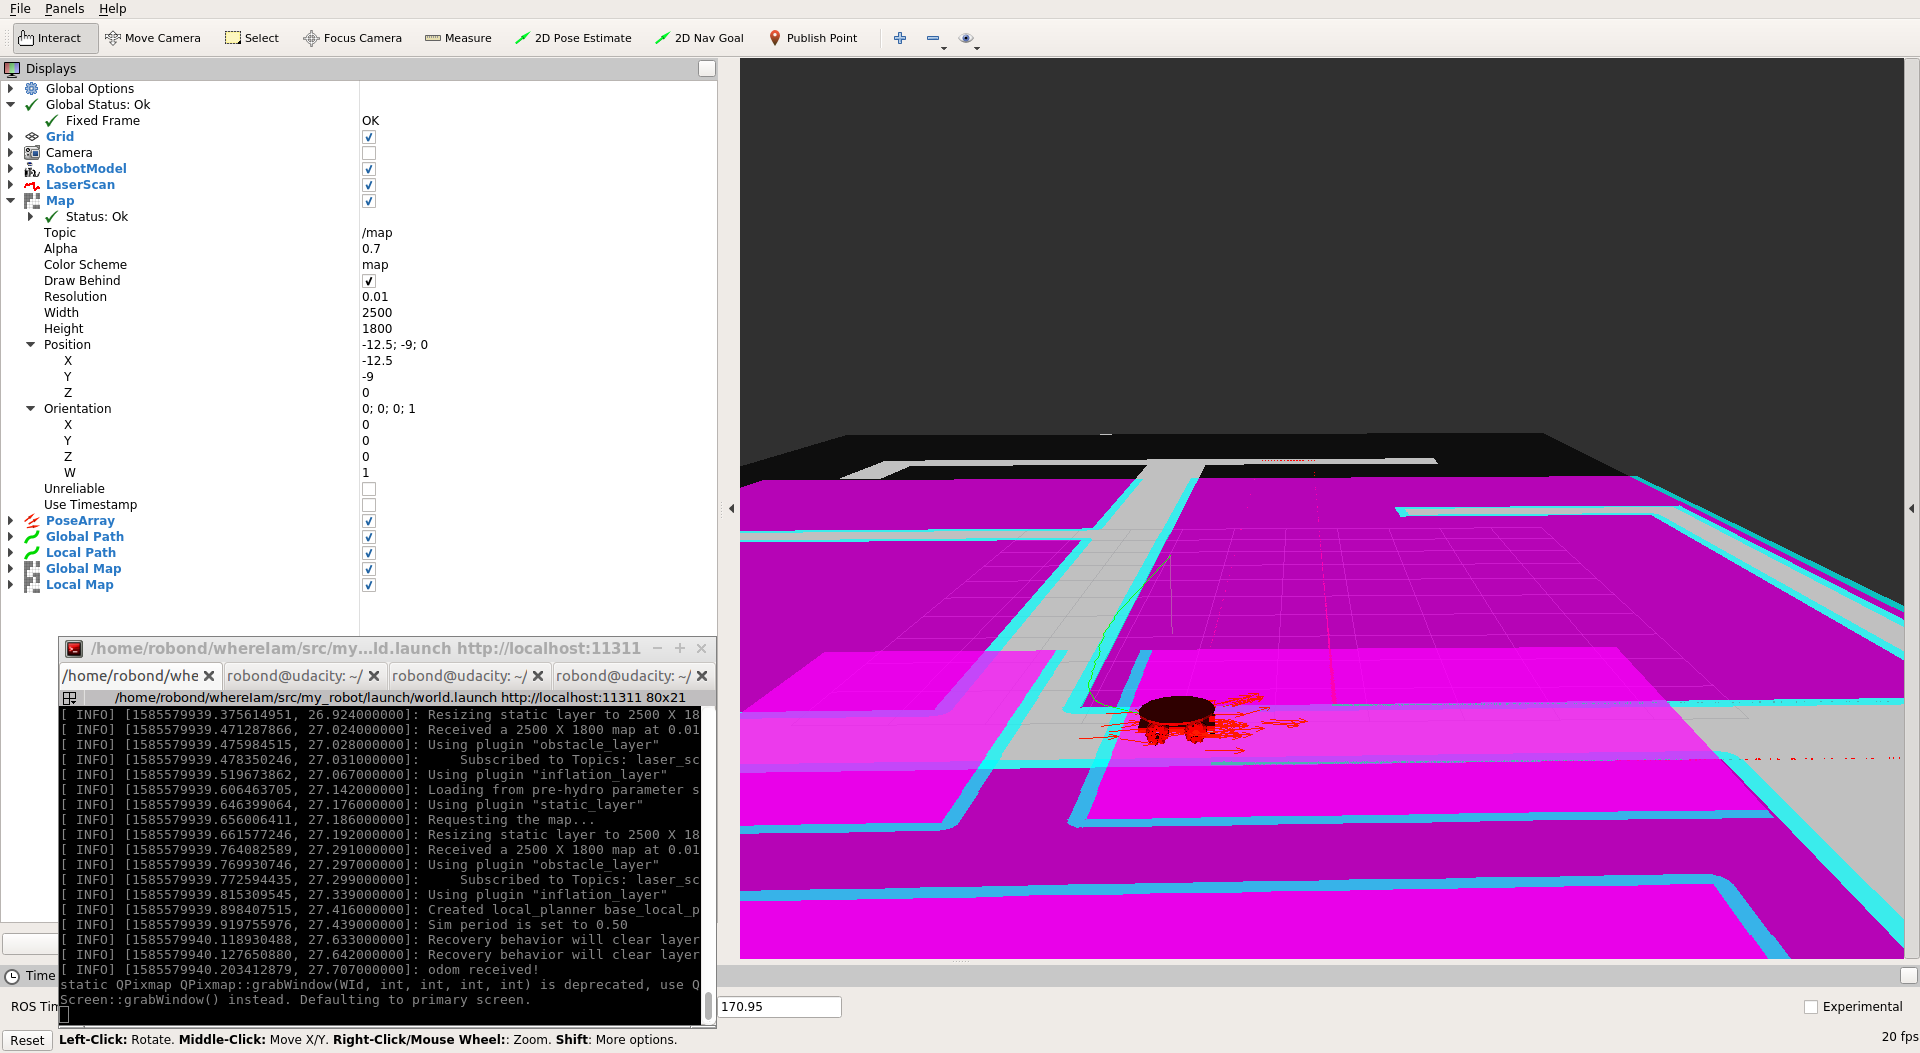 File Panels Help
Interact Move Camera Select Focus Camera Measure 2D Pose Estimate 2D Nav Goal Publish Point
Displays
Global Options
Global Status: Ok
Fixed Frame OK
Grid
Camera
RobotModel
LaserScan
Map
Status: Ok
Topic /map
Alpha 0.7
Color Scheme map
Draw Behind
Resolution 0.01
Width 2500
Height 1800
Position -12.5; -9; 0
X -12.5
Y -9
Z 0
Orientation 0; 0; 0; 1
X 0
Y 0
Z 0
W 1
Unreliable
Use Timestamp
PoseArray
Global Path
Local Path
Global Map
Local Map
/home/robond/whereIam/src/my...ld.launch http://localhost:11311
/home/robond/whe robond@udacity: ~/ robond@udacity: ~/ robond@udacity: ~/
/home/robond/whereIam/src/my_robot/launch/world.launch http://localhost:11311 80x21
[ INFO] [1585579939.375614951, 26.924000000]: Resizing static layer to 2500 X 18
[ INFO] [1585579939.471287866, 27.024000000]: Received a 2500 X 1800 map at 0.01
[ INFO] [1585579939.475984515, 27.028000000]: Using plugin "obstacle_layer"
[ INFO] [1585579939.478350246, 27.031000000]: Subscribed to Topics: laser_sc
[ INFO] [1585579939.519673862, 27.067000000]: Using plugin "inflation_layer"
[ INFO] [1585579939.606463705, 27.142000000]: Loading from pre-hydro parameter s
[ INFO] [1585579939.646399064, 27.176000000]: Using plugin "static_layer"
[ INFO] [1585579939.656006411, 27.186000000]: Requesting the map...
[ INFO] [1585579939.661577246, 27.192000000]: Resizing static layer to 2500 X 18
[ INFO] [1585579939.764082589, 27.291000000]: Received a 2500 X 1800 map at 0.01
[ INFO] [1585579939.769930746, 27.297000000]: Using plugin "obstacle_layer"
[ INFO] [1585579939.772594435, 27.299000000]: Subscribed to Topics: laser_sc
[ INFO] [1585579939.815309545, 27.339000000]: Using plugin "inflation_layer"
[ INFO] [1585579939.898407515, 27.416000000]: Created local_planner base_local_p
[ INFO] [1585579939.919755976, 27.439000000]: Sim period is set to 0.50
[ INFO] [1585579940.118930488, 27.633000000]: Recovery behavior will clear layer
[ INFO] [1585579940.127650880, 27.642000000]: Recovery behavior will clear layer
[ INFO] [1585579940.203412879, 27.707000000]: odom received!
static QPixmap QPixmap::grabWindow(WId, int, int, int, int) is deprecated, use Q
Screen::grabWindow() instead. Defaulting to primary screen.
Time
ROS Tim 170.95 Experimental
Reset Left-Click: Rotate. Middle-Click: Move X/Y. Right-Click/Mouse Wheel:: Zoom. Shift: More options. 20 fps